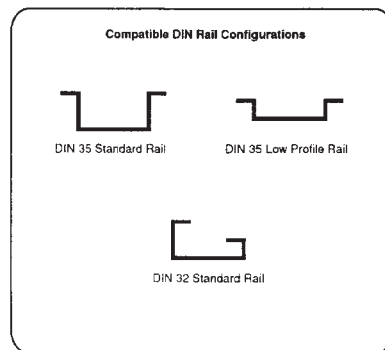 Compatible DIN Rail Configurations
DIN 35 Standard Rail
DIN 35 Low Profile Rail
DIN 32 Standard Rail